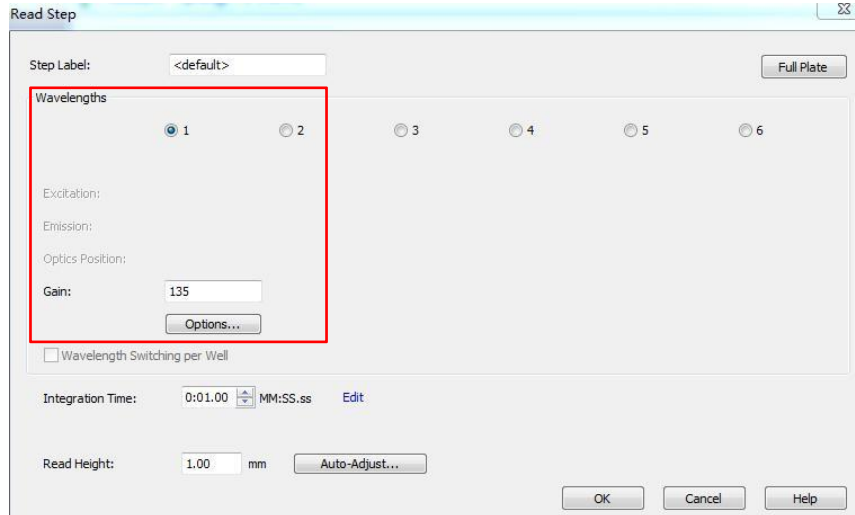 Read Step
Step Label: <default> Full Plate
Wavelengths
1 2 3 4 5 6
Excitation:
Emission:
Optics Position:
Gain: 135
Options...
Wavelength Switching per Well
Integration Time: 0:01.00 MM:SS.ss Edit
Read Height: 1.00 mm Auto-Adjust...
OK Cancel Help